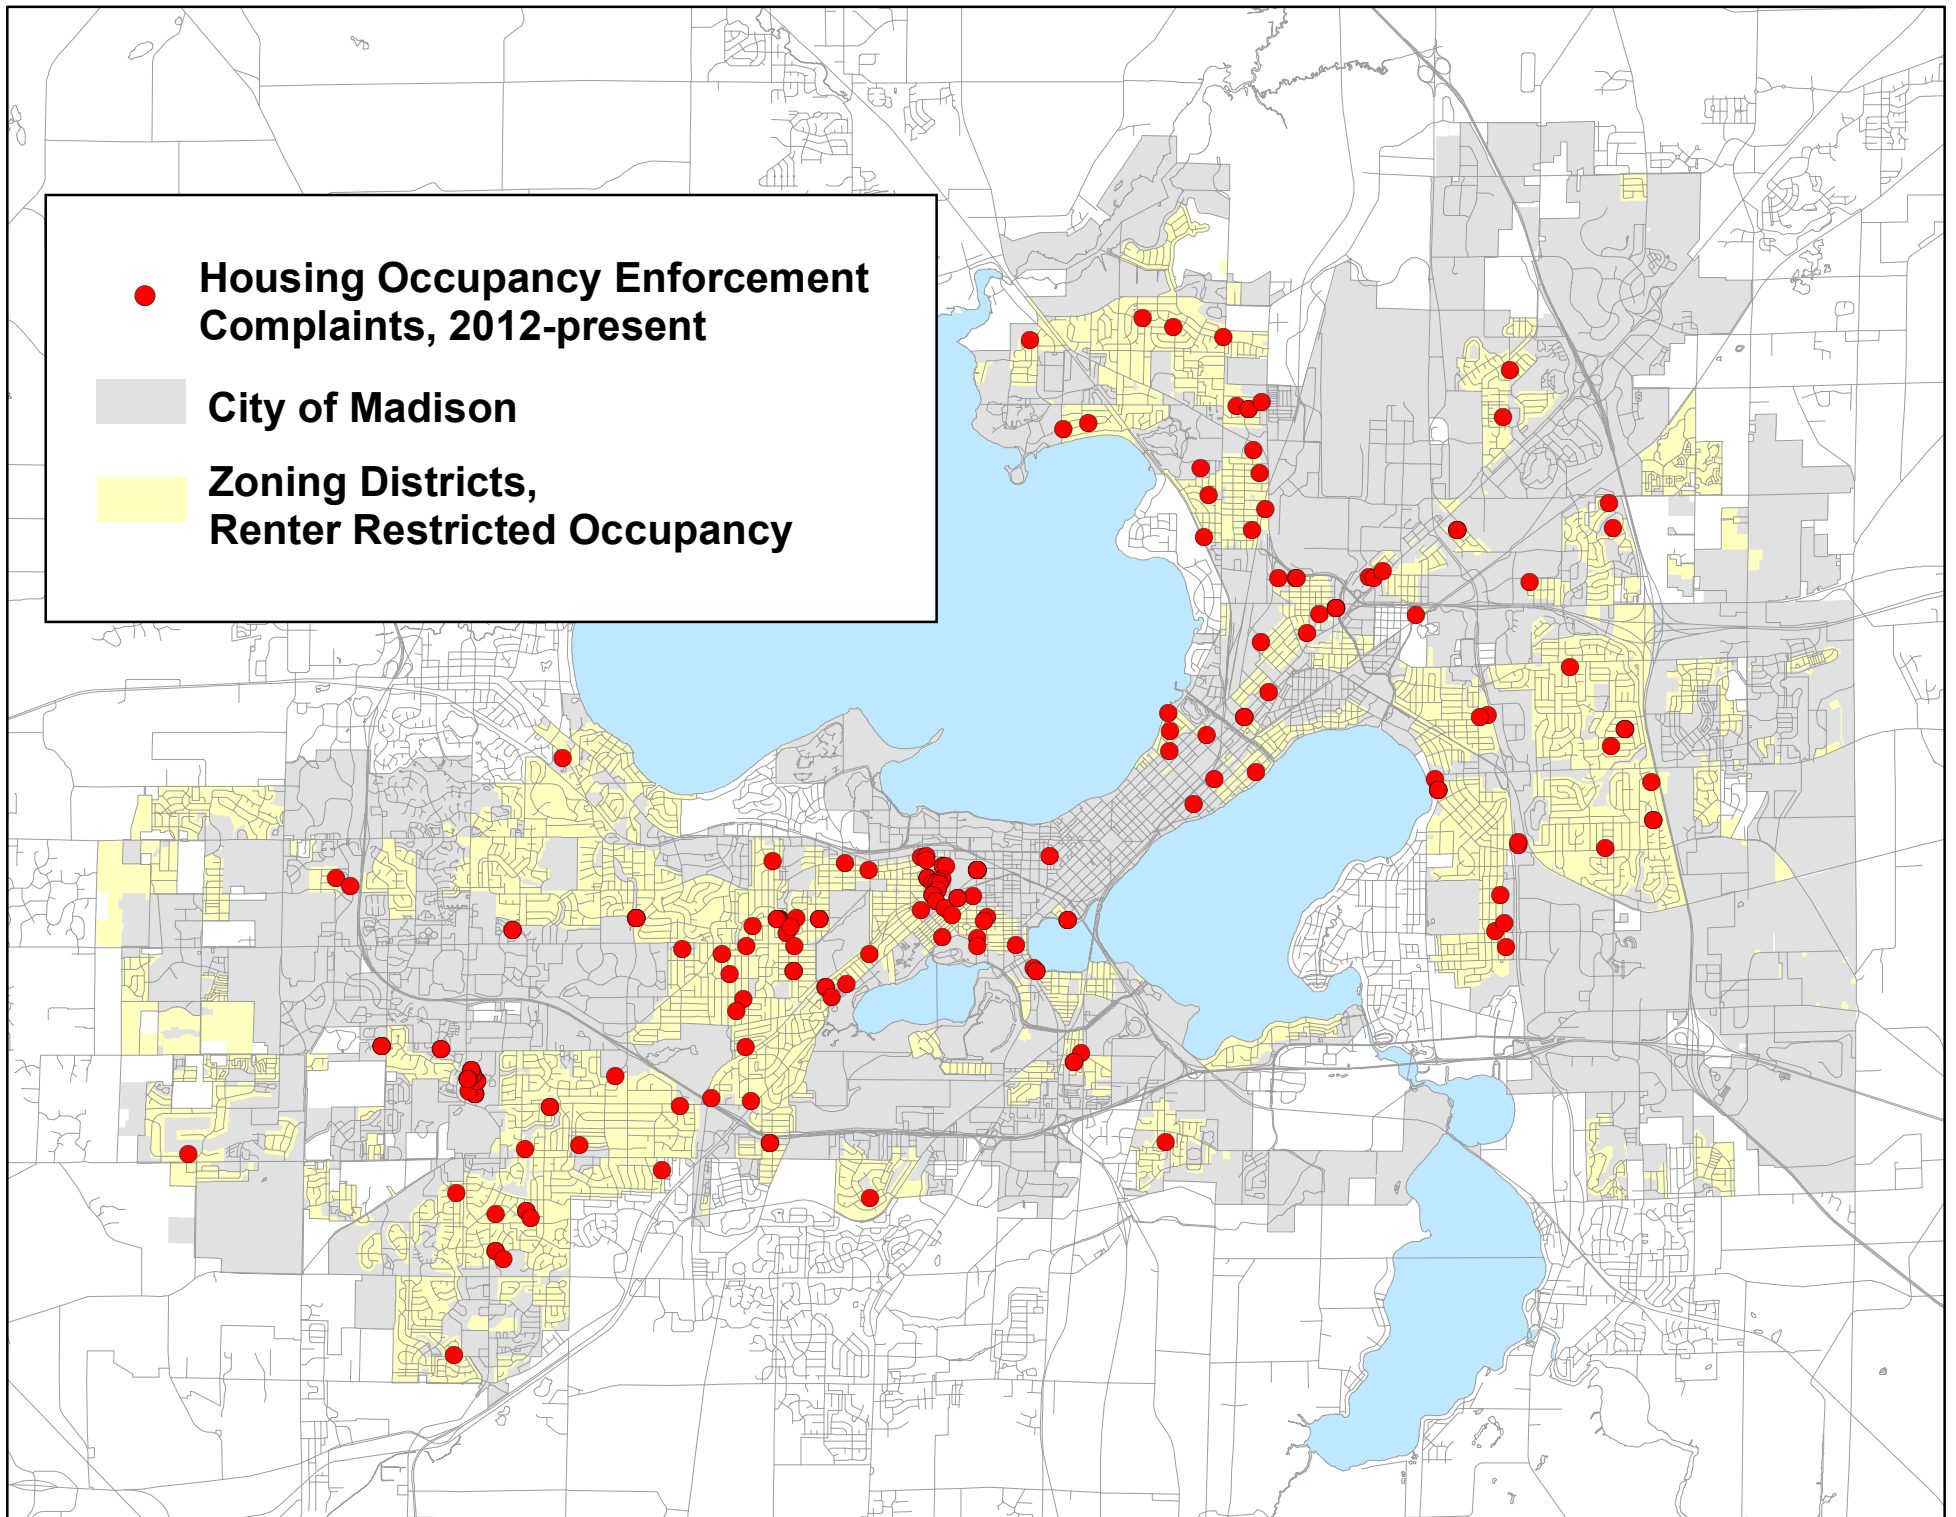 Housing Occupancy Enforcement
Complaints, 2012-present
City of Madison
Zoning Districts,
Renter Restricted Occupancy